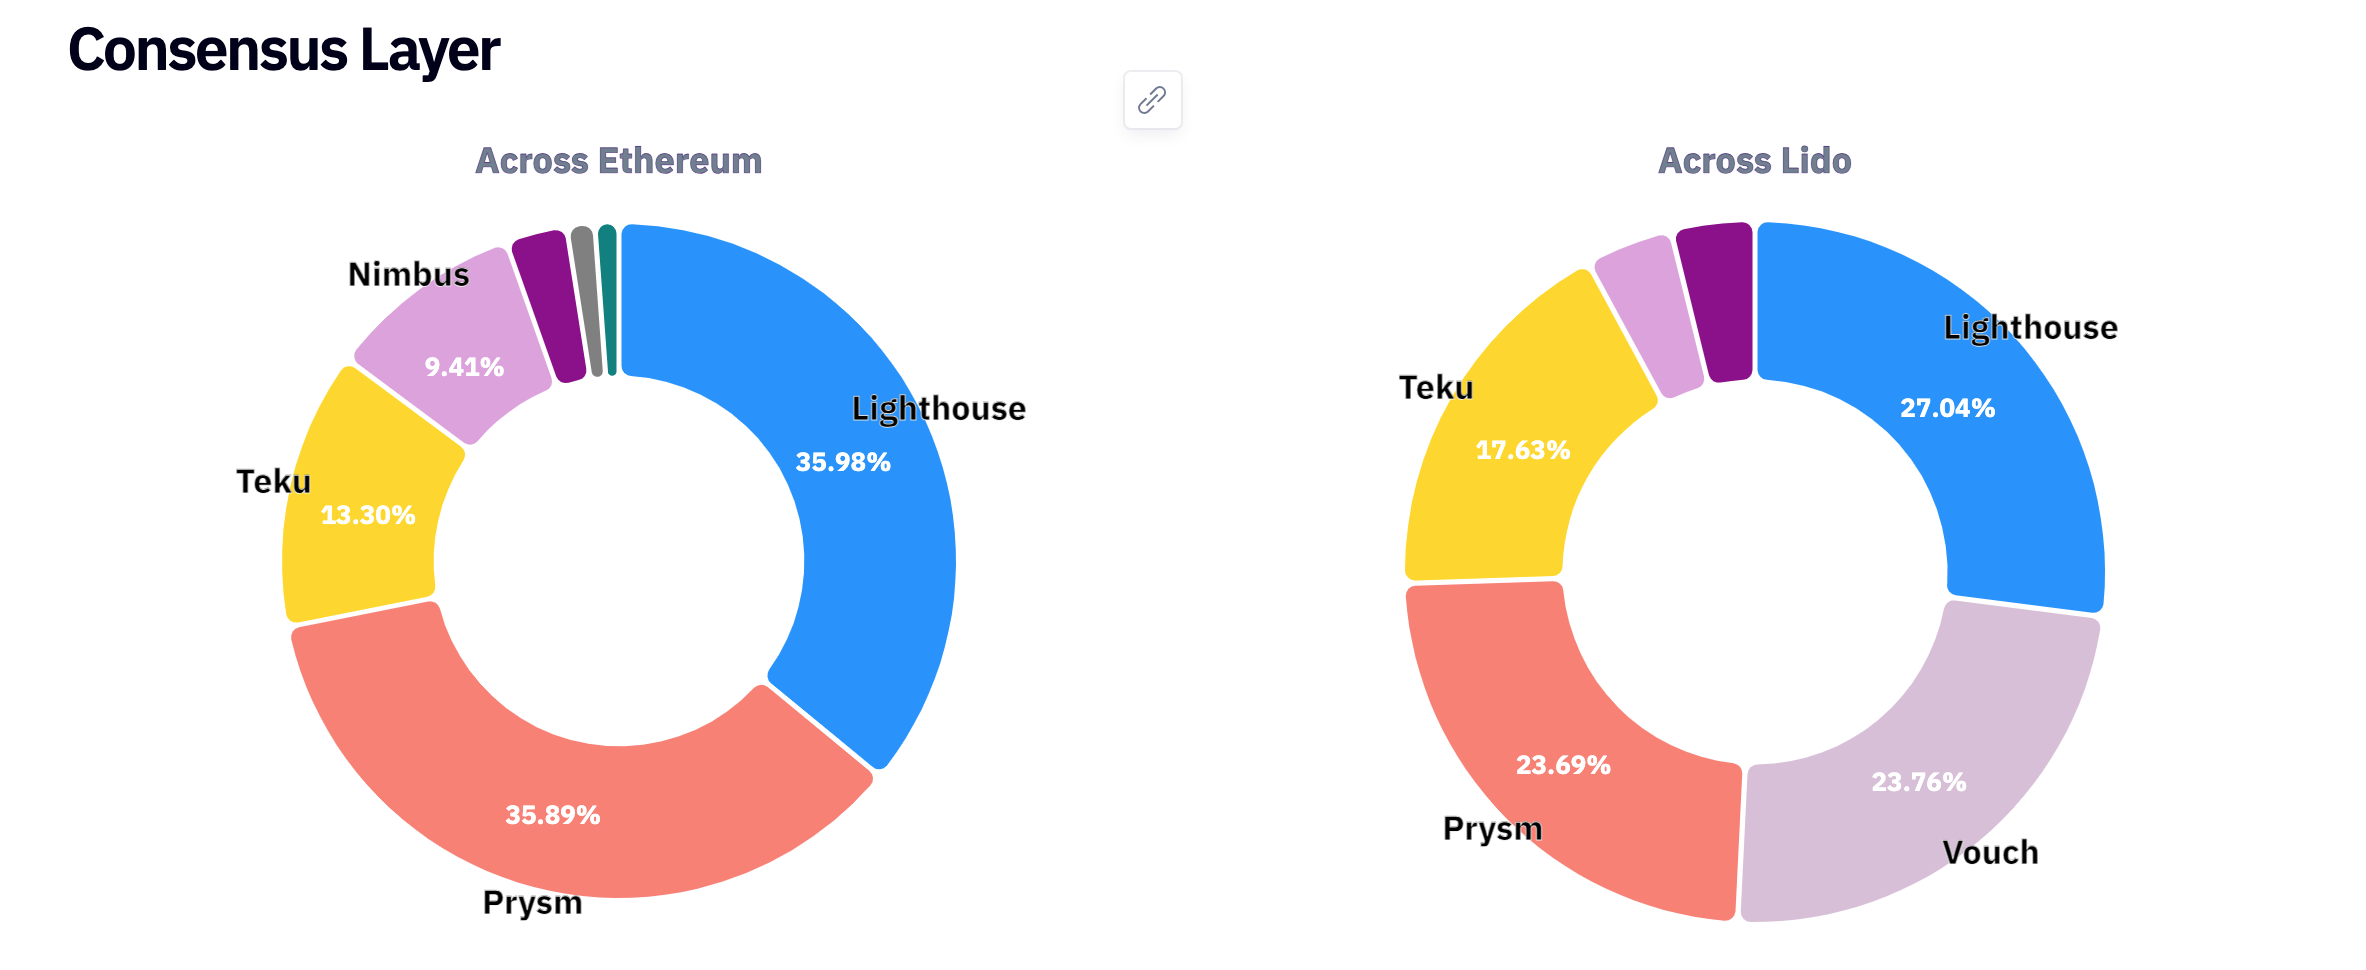 Consensus Layer
Across Ethereum
Nimbus
9.41%
Lighthouse
35.98%
Teku
13.30%
35.89%
Prysm
Across Lido
Lighthouse
27.04%
Teku
17.63%
23.69%
Prysm
23.76%
Vouch